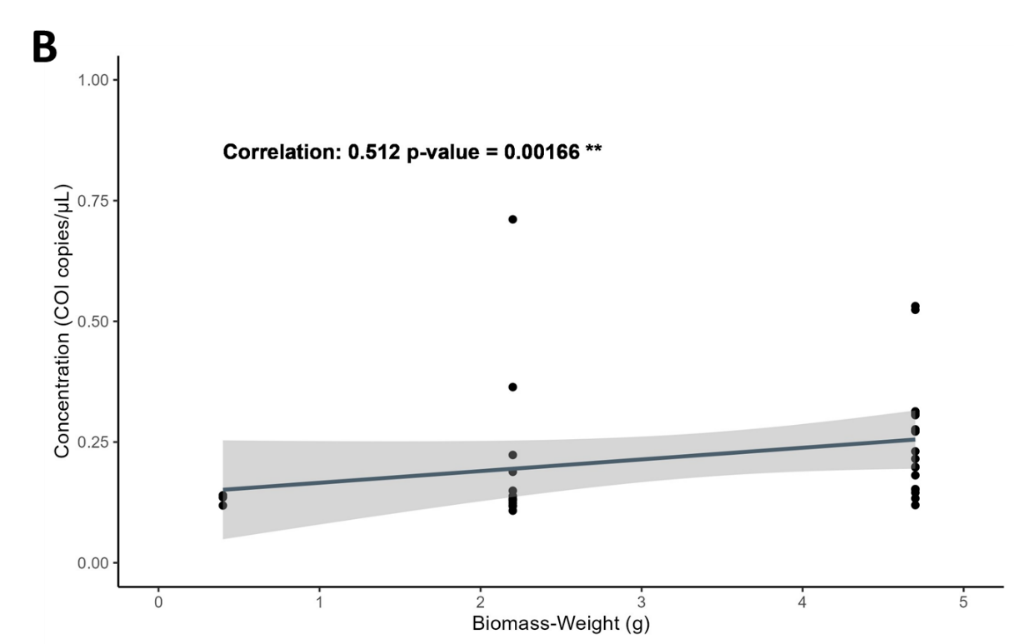 B
1.00
Correlation: 0.512 p-value = 0.00166 **
0.75
0.50
0.25
0.00
Concentration (COI copies/µL)
0 1 2 3 4 5
Biomass-Weight (g)